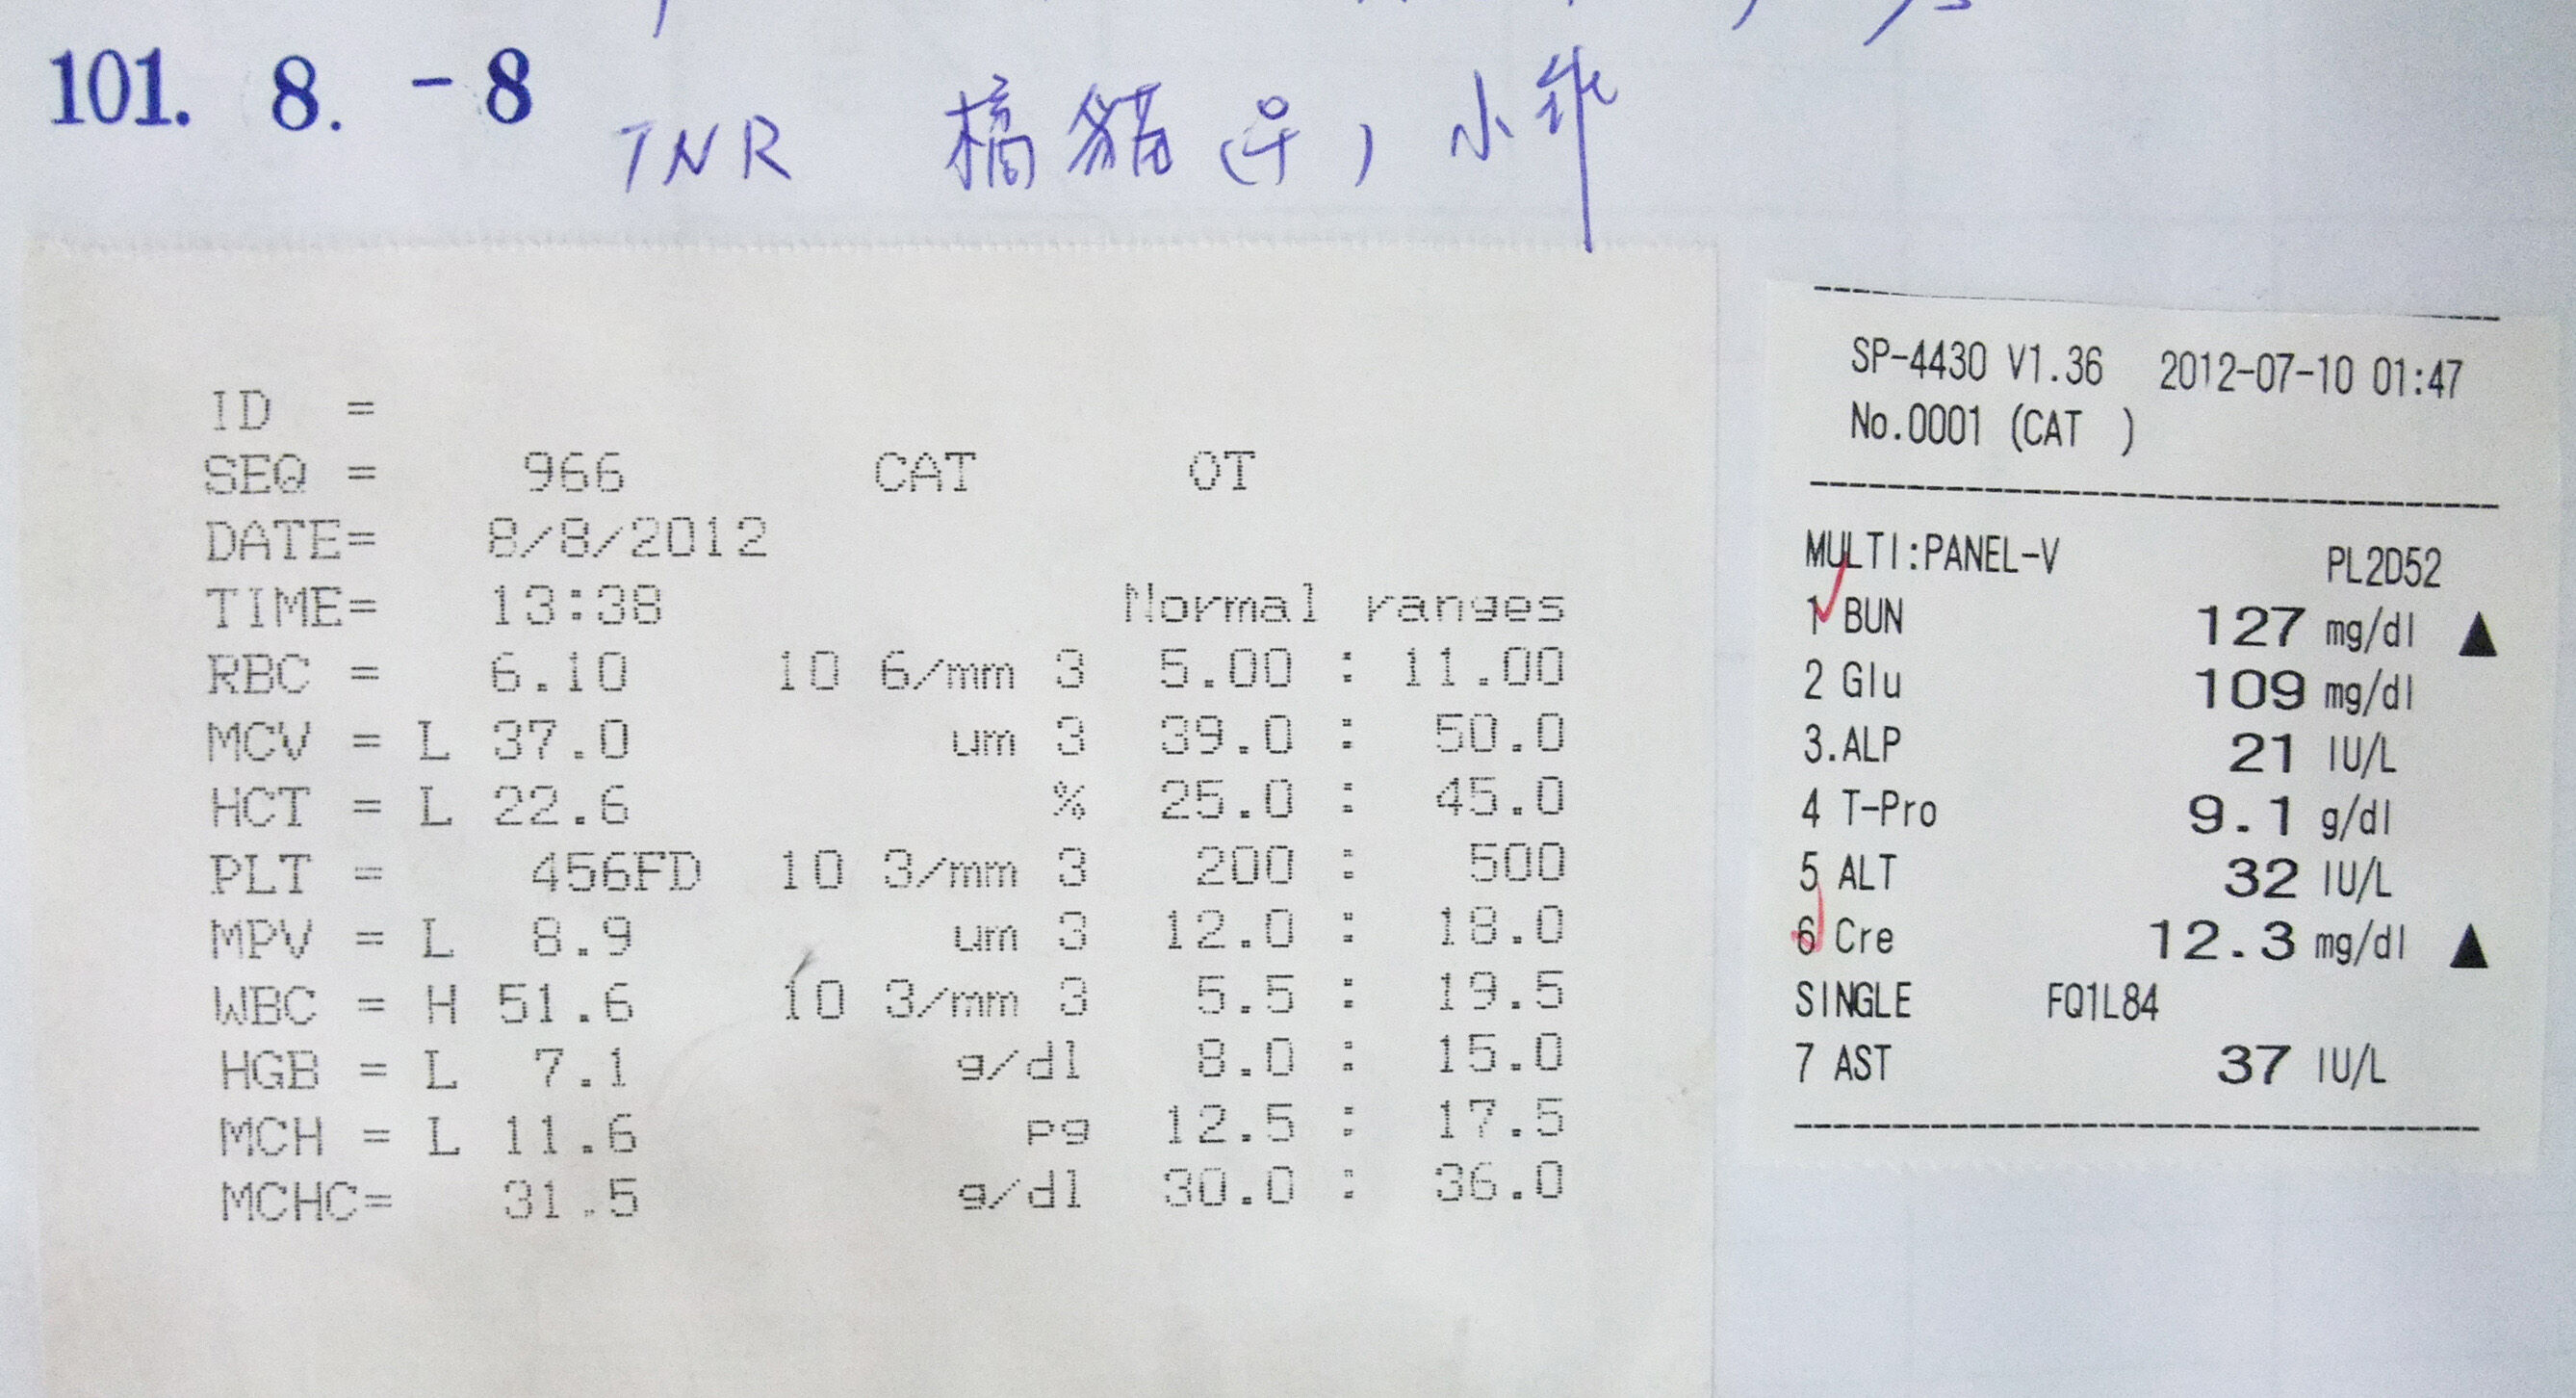 101. 8. -8
TNR 橘貓(♀) 小乖
ID =
SEQ = 966 CAT OT
DATE= 8/8/2012
TIME= 13:38 Normal ranges
RBC = 6.10 10 6/mm 3 5.00 : 11.00
MCV = L 37.0 um 3 39.0 : 50.0
HCT = L 22.6 % 25.0 : 45.0
PLT = 456FD 10 3/mm 3 200 : 500
MPV = L 8.9 um 3 12.0 : 18.0
WBC = H 51.6 10 3/mm 3 5.5 : 19.5
HGB = L 7.1 g/dl 8.0 : 15.0
MCH = L 11.6 pg 12.5 : 17.5
MCHC= 31.5 g/dl 30.0 : 36.0
SP-4430 V1.36 2012-07-10 01:47
No.0001 (CAT )
MULTI:PANEL-V PL2D52
1 BUN 127 mg/dl ▲
2 Glu 109 mg/dl
3.ALP 21 IU/L
4 T-Pro 9.1 g/dl
5 ALT 32 IU/L
6 Cre 12.3 mg/dl ▲
SINGLE FQ1L84
7 AST 37 IU/L